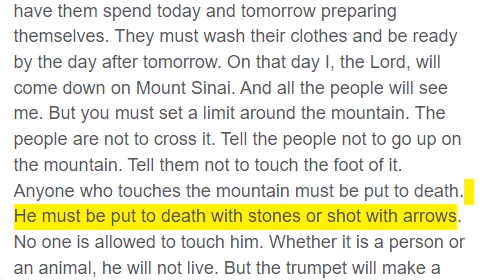 have them spend today and tomorrow preparing
themselves. They must wash their clothes and be ready
by the day after tomorrow. On that day I, the Lord, will
come down on Mount Sinai. And all the people will see
me. But you must set a limit around the mountain. The
people are not to cross it. Tell the people not to go up on
the mountain. Tell them not to touch the foot of it.
Anyone who touches the mountain must be put to death.
He must be put to death with stones or shot with arrows.
No one is allowed to touch him. Whether it is a person or
an animal, he will not live. But the trumpet will make a